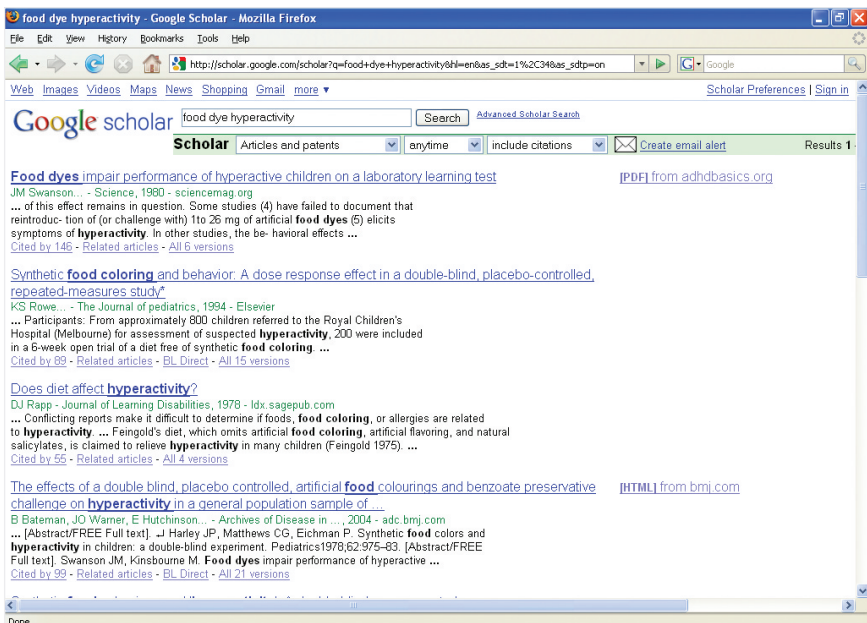 food dye hyperactivity - Google Scholar - Mozilla Firefox
File Edit View History Bookmarks Tools Help
http://scholar.google.com/scholar?q=food+dye+hyperactivity&hl=en&as_sdt=1%2C34&as_sdtp=on G Google
Web Images Videos Maps News Shopping Gmail more ▼ Scholar Preferences | Sign in
Google scholar food dye hyperactivity Search Advanced Scholar Search
Scholar Articles and patents anytime include citations Create email alert Results 1 -
Food dyes impair performance of hyperactive children on a laboratory learning test [PDF] from adhdbasics.org
JM Swanson... - Science, 1980 - sciencemag.org
... of this effect remains in question. Some studies (4) have failed to document that
reintroduc- tion of (or challenge with) 1to 26 mg of artificial food dyes (5) elicits
symptoms of hyperactivity. In other studies, the be- havioral effects ...
Cited by 146 - Related articles - All 6 versions
Synthetic food coloring and behavior: A dose response effect in a double-blind, placebo-controlled,
repeated-measures study*
KS Rowe... - The Journal of pediatrics, 1994 - Elsevier
... Participants: From approximately 800 children referred to the Royal Children's
Hospital (Melbourne) for assessment of suspected hyperactivity, 200 were included
in a 6-week open trial of a diet free of synthetic food coloring. ...
Cited by 89 - Related articles - BL Direct - All 15 versions
Does diet affect hyperactivity?
DJ Rapp - Journal of Learning Disabilities, 1978 - ldx.sagepub.com
... Conflicting reports make it difficult to determine if foods, food coloring, or allergies are related
to hyperactivity. ... Feingold's diet, which omits artificial food coloring, artificial flavoring, and natural
salicylates, is claimed to relieve hyperactivity in many children (Feingold 1975). ...
Cited by 55 - Related articles - All 4 versions
The effects of a double blind, placebo controlled, artificial food colourings and benzoate preservative [HTML] from bmj.com
challenge on hyperactivity in a general population sample of ...
B Bateman, JO Warner, E Hutchinson... - Archives of Disease in ..., 2004 - adc.bmj.com
... [Abstract/FREE Full text]. ↵ Harley JP, Matthews CG, Eichman P. Synthetic food colors and
hyperactivity in children: a double-blind experiment. Pediatrics1978;62:975–83. [Abstract/FREE
Full text]. Swanson JM, Kinsbourne M. Food dyes impair performance of hyperactive ...
Cited by 99 - Related articles - BL Direct - All 21 versions
Done